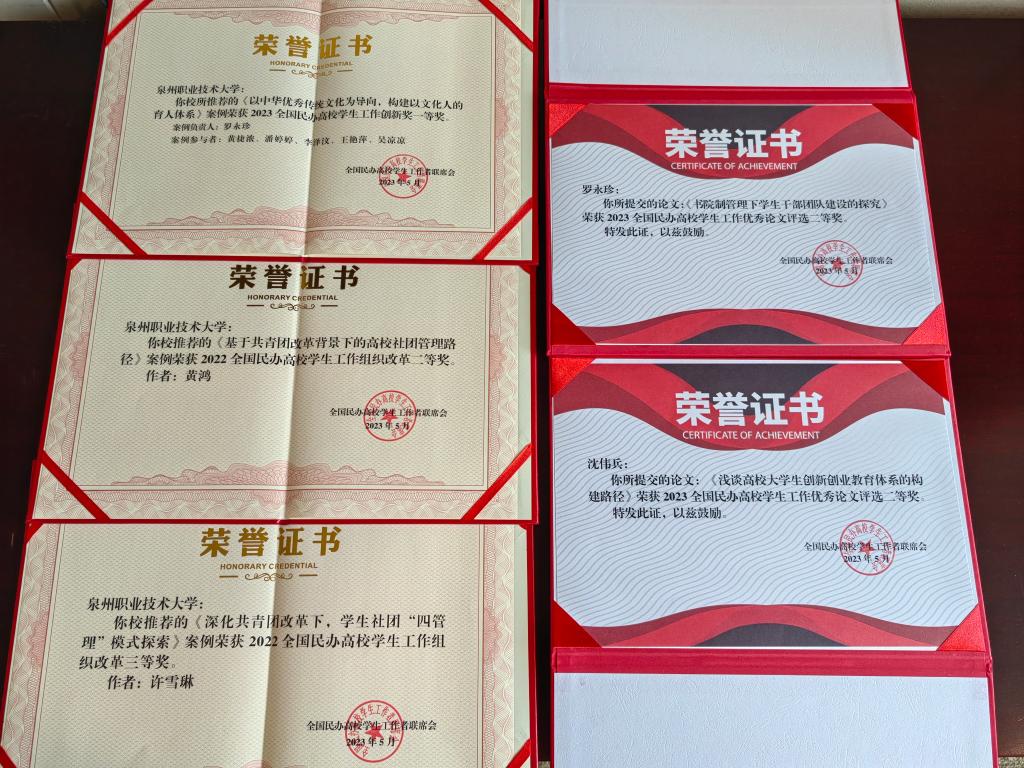 荣誉证书
HONORARY CREDENTIAL
泉州职业技术大学：
你校所推荐的《以中华优秀传统文化为导向，构建以文化人的
育人体系》案例荣获 2023 全国民办高校学生工作创新奖一等奖。
案例负责人：罗永珍
案例参与者：黄捷浓、潘婷婷、李泽汶、王艳萍、吴凉凉
全国民办高校学生工作者联席会
2023 年 5 月
荣誉证书
HONORARY CREDENTIAL
泉州职业技术大学：
你校推荐的《基于共青团改革背景下的高校社团管理路
径》案例荣获 2022 全国民办高校学生工作组织改革二等奖。
作者：黄鸿
全国民办高校学生工作者联席会
2023 年 5 月
荣誉证书
HONORARY CREDENTIAL
泉州职业技术大学：
你校推荐的《深化共青团改革下，学生社团“四管
理”模式探索》案例荣获 2022 全国民办高校学生工作组
织改革三等奖。
作者：许雪琳
全国民办高校学生工作者联席会
2023 年 5 月
荣誉证书
CERTIFICATE OF ACHIEVEMENT
罗永珍：
你所提交的论文：《书院制管理下学生干部团队建设的探究》
荣获 2023 全国民办高校学生工作优秀论文评选二等奖。
特发此证，以兹鼓励。
全国民办高校学生工作者联席会
2023 年 5 月
荣誉证书
CERTIFICATE OF ACHIEVEMENT
沈伟兵：
你所提交的论文：《浅谈高校大学生创新创业教育体系的构
建路径》荣获 2023 全国民办高校学生工作优秀论文评选二等奖。
特发此证，以兹鼓励。
全国民办高校学生工作者联席会
2023 年 5 月